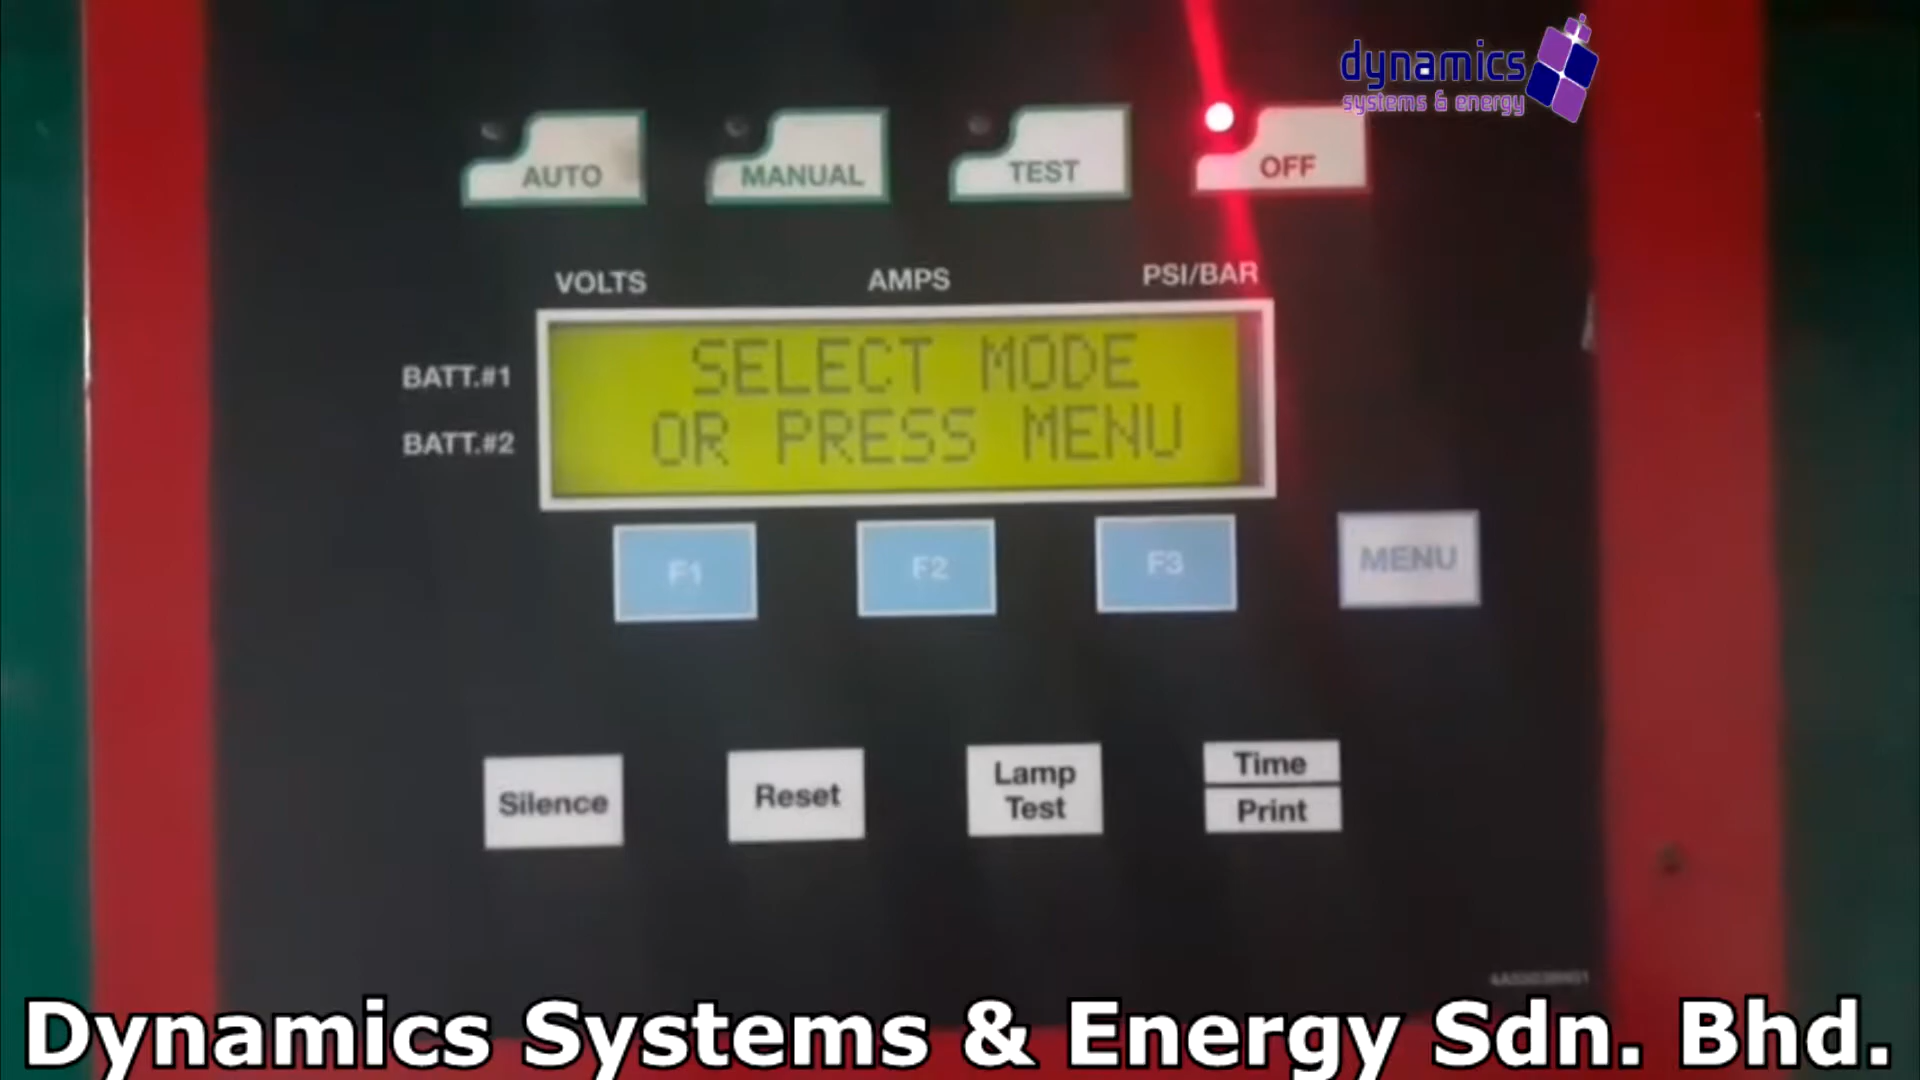 dynamics
systems & energy
AUTO
MANUAL
TEST
OFF
VOLTS
AMPS
PSI/BAR
BATT.#1
BATT.#2
SELECT MODE
OR PRESS MENU
F1
F2
F3
MENU
Silence
Reset
Lamp
Test
Time
Print
Dynamics Systems & Energy Sdn. Bhd.